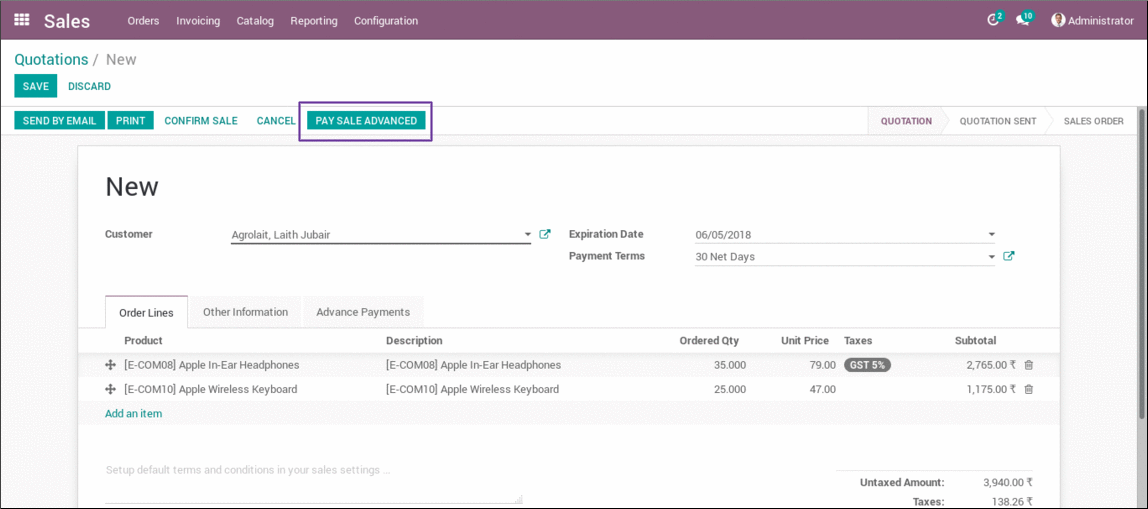 Sales Orders Invoicing Catalog Reporting Configuration 2 10 Administrator
Quotations / New
SAVE DISCARD
SEND BY EMAIL PRINT CONFIRM SALE CANCEL PAY SALE ADVANCED QUOTATION QUOTATION SENT SALES ORDER
New
Customer Agrolait, Laith Jubair Expiration Date 06/05/2018
Payment Terms 30 Net Days
Order Lines Other Information Advance Payments
Product Description Ordered Qty Unit Price Taxes Subtotal
[E-COM08] Apple In-Ear Headphones [E-COM08] Apple In-Ear Headphones 35.000 79.00 GST 5% 2,765.00 ₹
[E-COM10] Apple Wireless Keyboard [E-COM10] Apple Wireless Keyboard 25.000 47.00 1,175.00 ₹
Add an item
Setup default terms and conditions in your sales settings ...
Untaxed Amount: 3,940.00 ₹
Taxes: 138.26 ₹